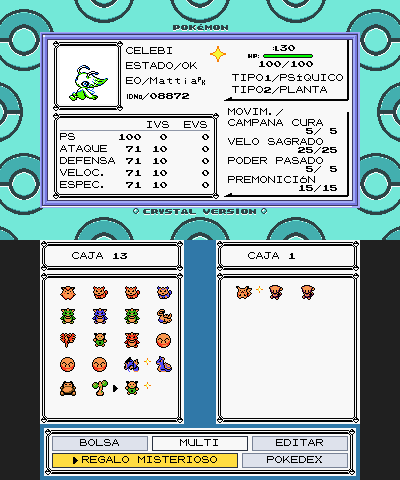 POKéMON
CELEBI
ESTADO/OK
EO/Mattia
IDNo/08872
:L30
HP:
100/100
TIPO1/PSíQUICO
TIPO2/PLANTA
IVS EVS
PS 100 0 0
ATAQUE 71 10 0
DEFENSA 71 10 0
VELOC. 71 10 0
ESPEC. 71 10 0
MOVIM./
CAMPANA CURA
5/ 5
VELO SAGRADO
25/25
PODER PASADO
5/ 5
PREMONICIÓN
15/15
CRYSTAL VERSION
CAJA 13
CAJA 1
BOLSA
MULTI
EDITAR
REGALO MISTERIOSO
POKEDEX